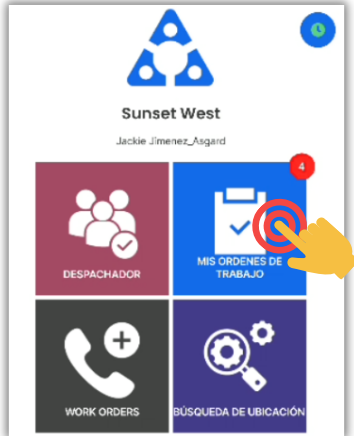 Sunset West
Jackie Jimenez_Asgard
4
DESPACHADOR
MIS ORDENES DE
TRABAJO
WORK ORDERS
BÚSQUEDA DE UBICACIÓN